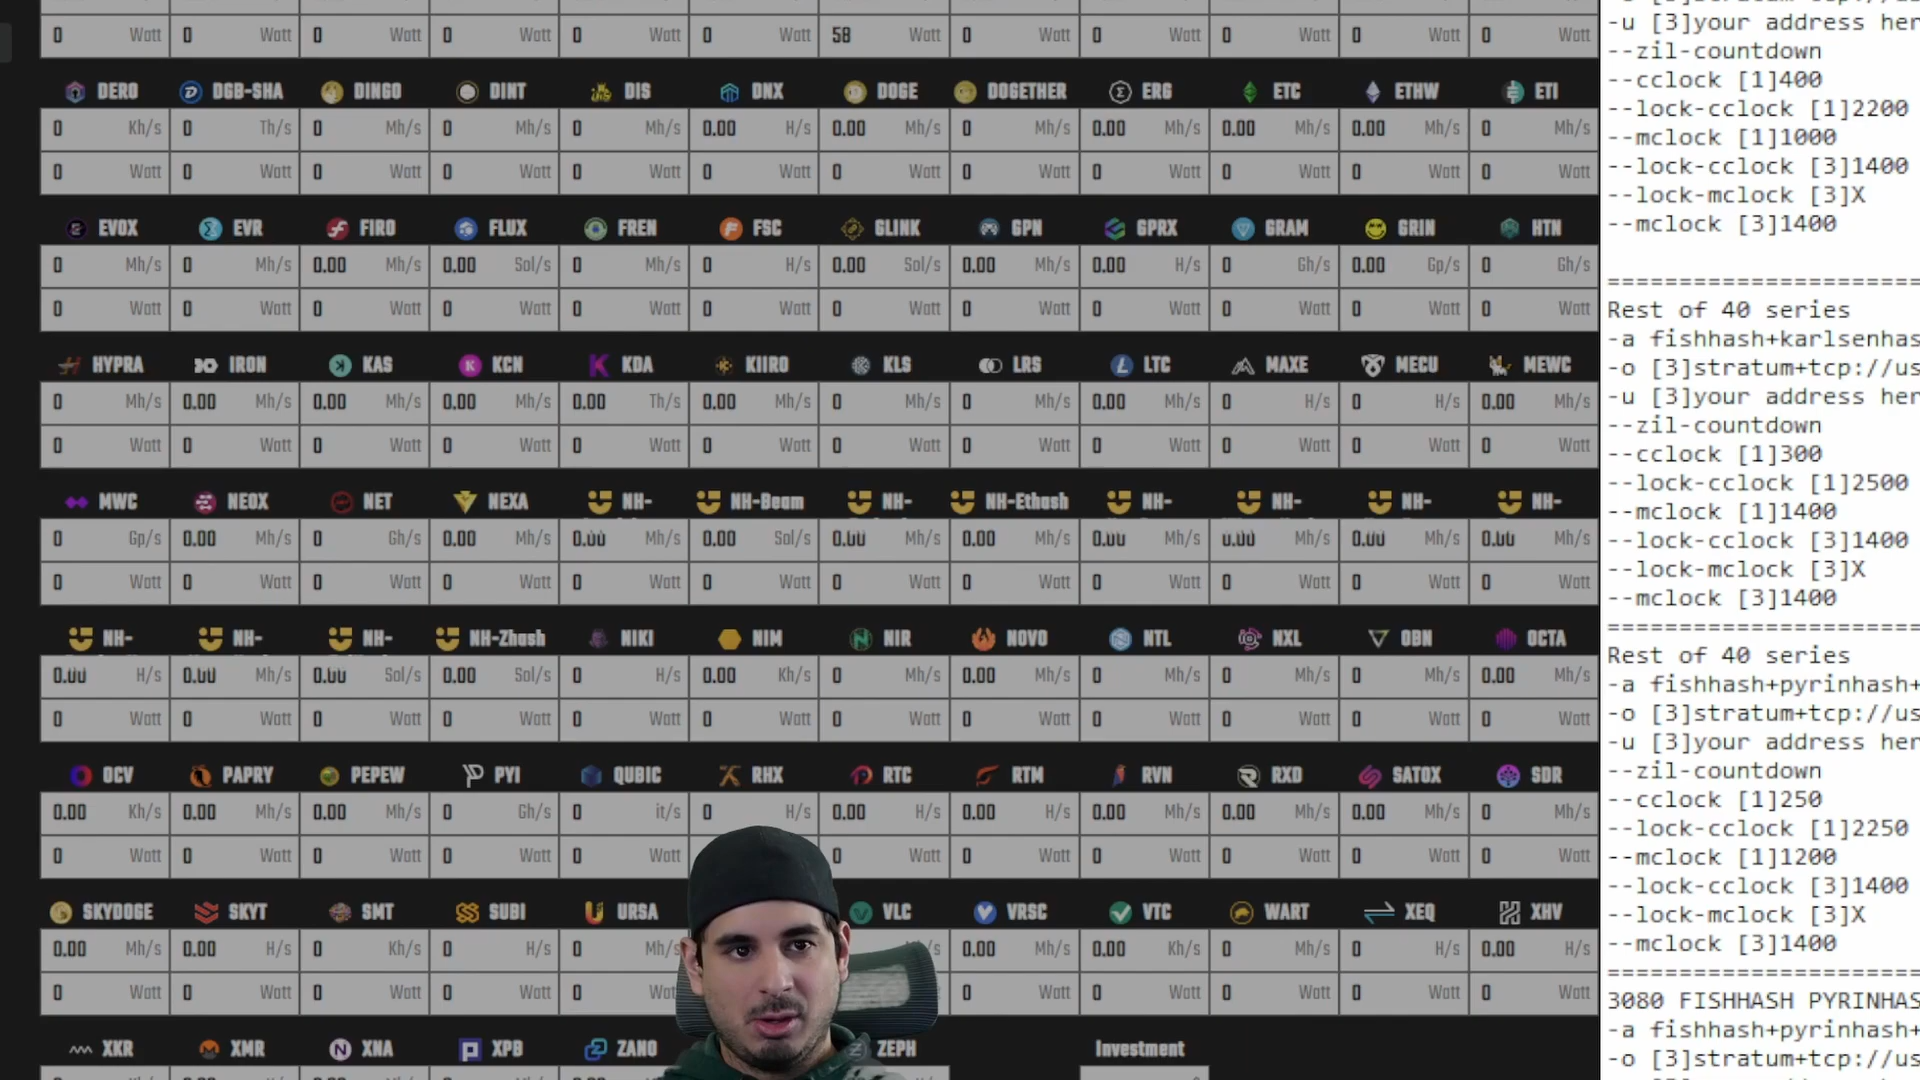 0 Watt 0 Watt 0 Watt 0 Watt 0 Watt 0 Watt 58 Watt 0 Watt 0 Watt 0 Watt 0 Watt 0 Watt
DERO DGB-SHA DINGO DINT DIS DNX DOGE DOGETHER ERG ETC ETHW ETI
0 Kh/s 0 Th/s 0 Mh/s 0 Mh/s 0 Mh/s 0.00 H/s 0.00 Mh/s 0 Mh/s 0.00 Mh/s 0.00 Mh/s 0.00 Mh/s 0 Mh/s
0 Watt 0 Watt 0 Watt 0 Watt 0 Watt 0 Watt 0 Watt 0 Watt 0 Watt 0 Watt 0 Watt 0 Watt
EVOX EVR FIRO FLUX FREN FSC GLINK GPN GPRX GRAM GRIN HTN
0 Mh/s 0 Mh/s 0.00 Mh/s 0.00 Sol/s 0 Mh/s 0 H/s 0.00 Sol/s 0.00 Mh/s 0.00 H/s 0 Gh/s 0.00 Gp/s 0 Gh/s
0 Watt 0 Watt 0 Watt 0 Watt 0 Watt 0 Watt 0 Watt 0 Watt 0 Watt 0 Watt 0 Watt 0 Watt
HYPRA IRON KAS KCN KDA KIIRO KLS LRS LTC MAXE MECU MEWC
0 Mh/s 0.00 Mh/s 0.00 Mh/s 0.00 Mh/s 0.00 Th/s 0.00 Mh/s 0 Mh/s 0 Mh/s 0.00 Mh/s 0 H/s 0 H/s 0.00 Mh/s
0 Watt 0 Watt 0 Watt 0 Watt 0 Watt 0 Watt 0 Watt 0 Watt 0 Watt 0 Watt 0 Watt 0 Watt
MWC NEOX NET NEXA NH- NH-Beam NH- NH-Ethash NH- NH- NH- NH-
0 Gp/s 0.00 Mh/s 0 Gh/s 0.00 Mh/s 0.00 Mh/s 0.00 Sol/s 0.00 Mh/s 0.00 Mh/s 0.00 Mh/s 0.00 Mh/s 0.00 Mh/s 0.00 Mh/s
0 Watt 0 Watt 0 Watt 0 Watt 0 Watt 0 Watt 0 Watt 0 Watt 0 Watt 0 Watt 0 Watt 0 Watt
NH- NH- NH- NH-Zhash NIKI NIM NIR NOVO NTL NXL OBN OCTA
0.00 H/s 0.00 Mh/s 0.00 Sol/s 0.00 Sol/s 0 H/s 0.00 Kh/s 0 Mh/s 0.00 Mh/s 0 Mh/s 0 Mh/s 0 Mh/s 0.00 Mh/s
0 Watt 0 Watt 0 Watt 0 Watt 0 Watt 0 Watt 0 Watt 0 Watt 0 Watt 0 Watt 0 Watt 0 Watt
OCV PAPRY PEPEW PYI QUBIC RHX RTC RTM RVN RXD SATOX SDR
0.00 Kh/s 0.00 Mh/s 0.00 Mh/s 0 Gh/s 0 it/s 0 H/s 0.00 H/s 0.00 H/s 0.00 Mh/s 0.00 Mh/s 0.00 Mh/s 0 Mh/s
0 Watt 0 Watt 0 Watt 0 Watt 0 Watt 0 Watt 0 Watt 0 Watt 0 Watt 0 Watt 0 Watt
SKYDOGE SKYT SMT SUBI URSA VLC VRSC VTC WART XEQ XHV
0.00 Mh/s 0.00 H/s 0 Kh/s 0 H/s 0 Mh/s 0.00 Mh/s 0.00 Kh/s 0 Mh/s 0 H/s 0.00 H/s
0 Watt 0 Watt 0 Watt 0 Watt 0 0 Watt 0 Watt 0 Watt 0 Watt 0 Watt
XKR XMR XNA XPB ZANO ZEPH Investment
-u [3]your address her
--zil-countdown
--cclock [1]400
--lock-cclock [1]2200
--mclock [1]1000
--lock-cclock [3]1400
--lock-mclock [3]X
--mclock [3]1400
======================
Rest of 40 series
-a fishhash+karlsenhas
-o [3]stratum+tcp://us
-u [3]your address her
--zil-countdown
--cclock [1]300
--lock-cclock [1]2500
--mclock [1]1400
--lock-cclock [3]1400
--lock-mclock [3]X
--mclock [3]1400
======================
Rest of 40 series
-a fishhash+pyrinhash+
-o [3]stratum+tcp://us
-u [3]your address her
--zil-countdown
--cclock [1]250
--lock-cclock [1]2250
--mclock [1]1200
--lock-cclock [3]1400
--lock-mclock [3]X
--mclock [3]1400
======================
3080 FISHHASH PYRINHAS
-a fishhash+pyrinhash+
-o [3]stratum+tcp://us